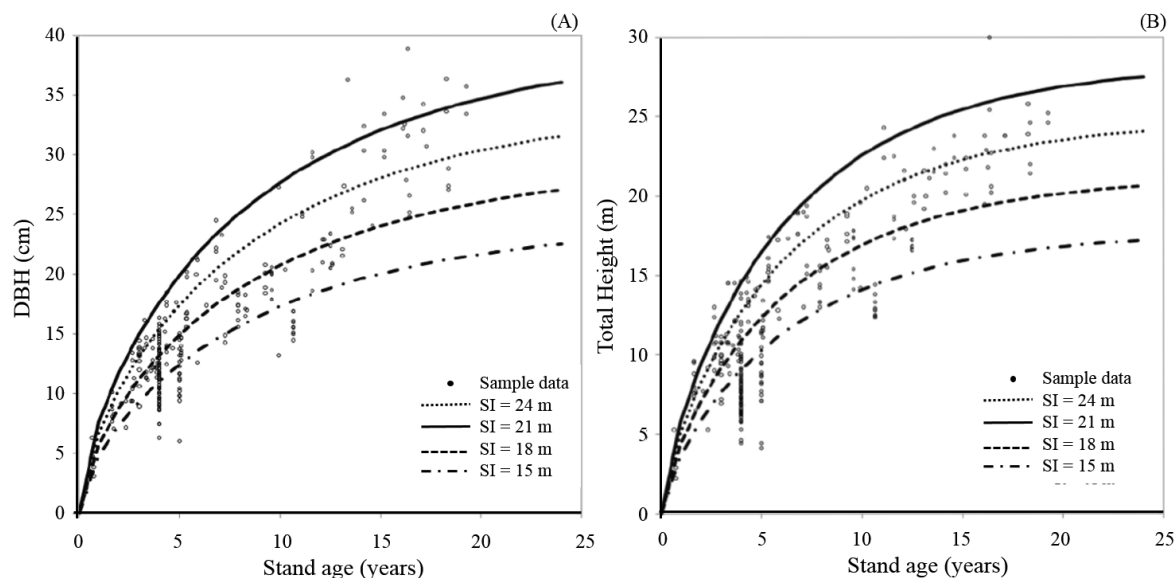 (A)
40
35
30
25
20
15
10
5
0
DBH (cm)
Sample data
SI = 24 m
SI = 21 m
SI = 18 m
SI = 15 m
0 5 10 15 20 25
Stand age (years)
(B)
30
25
20
15
10
5
0
Total Height (m)
Sample data
SI = 24 m
SI = 21 m
SI = 18 m
SI = 15 m
0 5 10 15 20 25
Stand age (years)